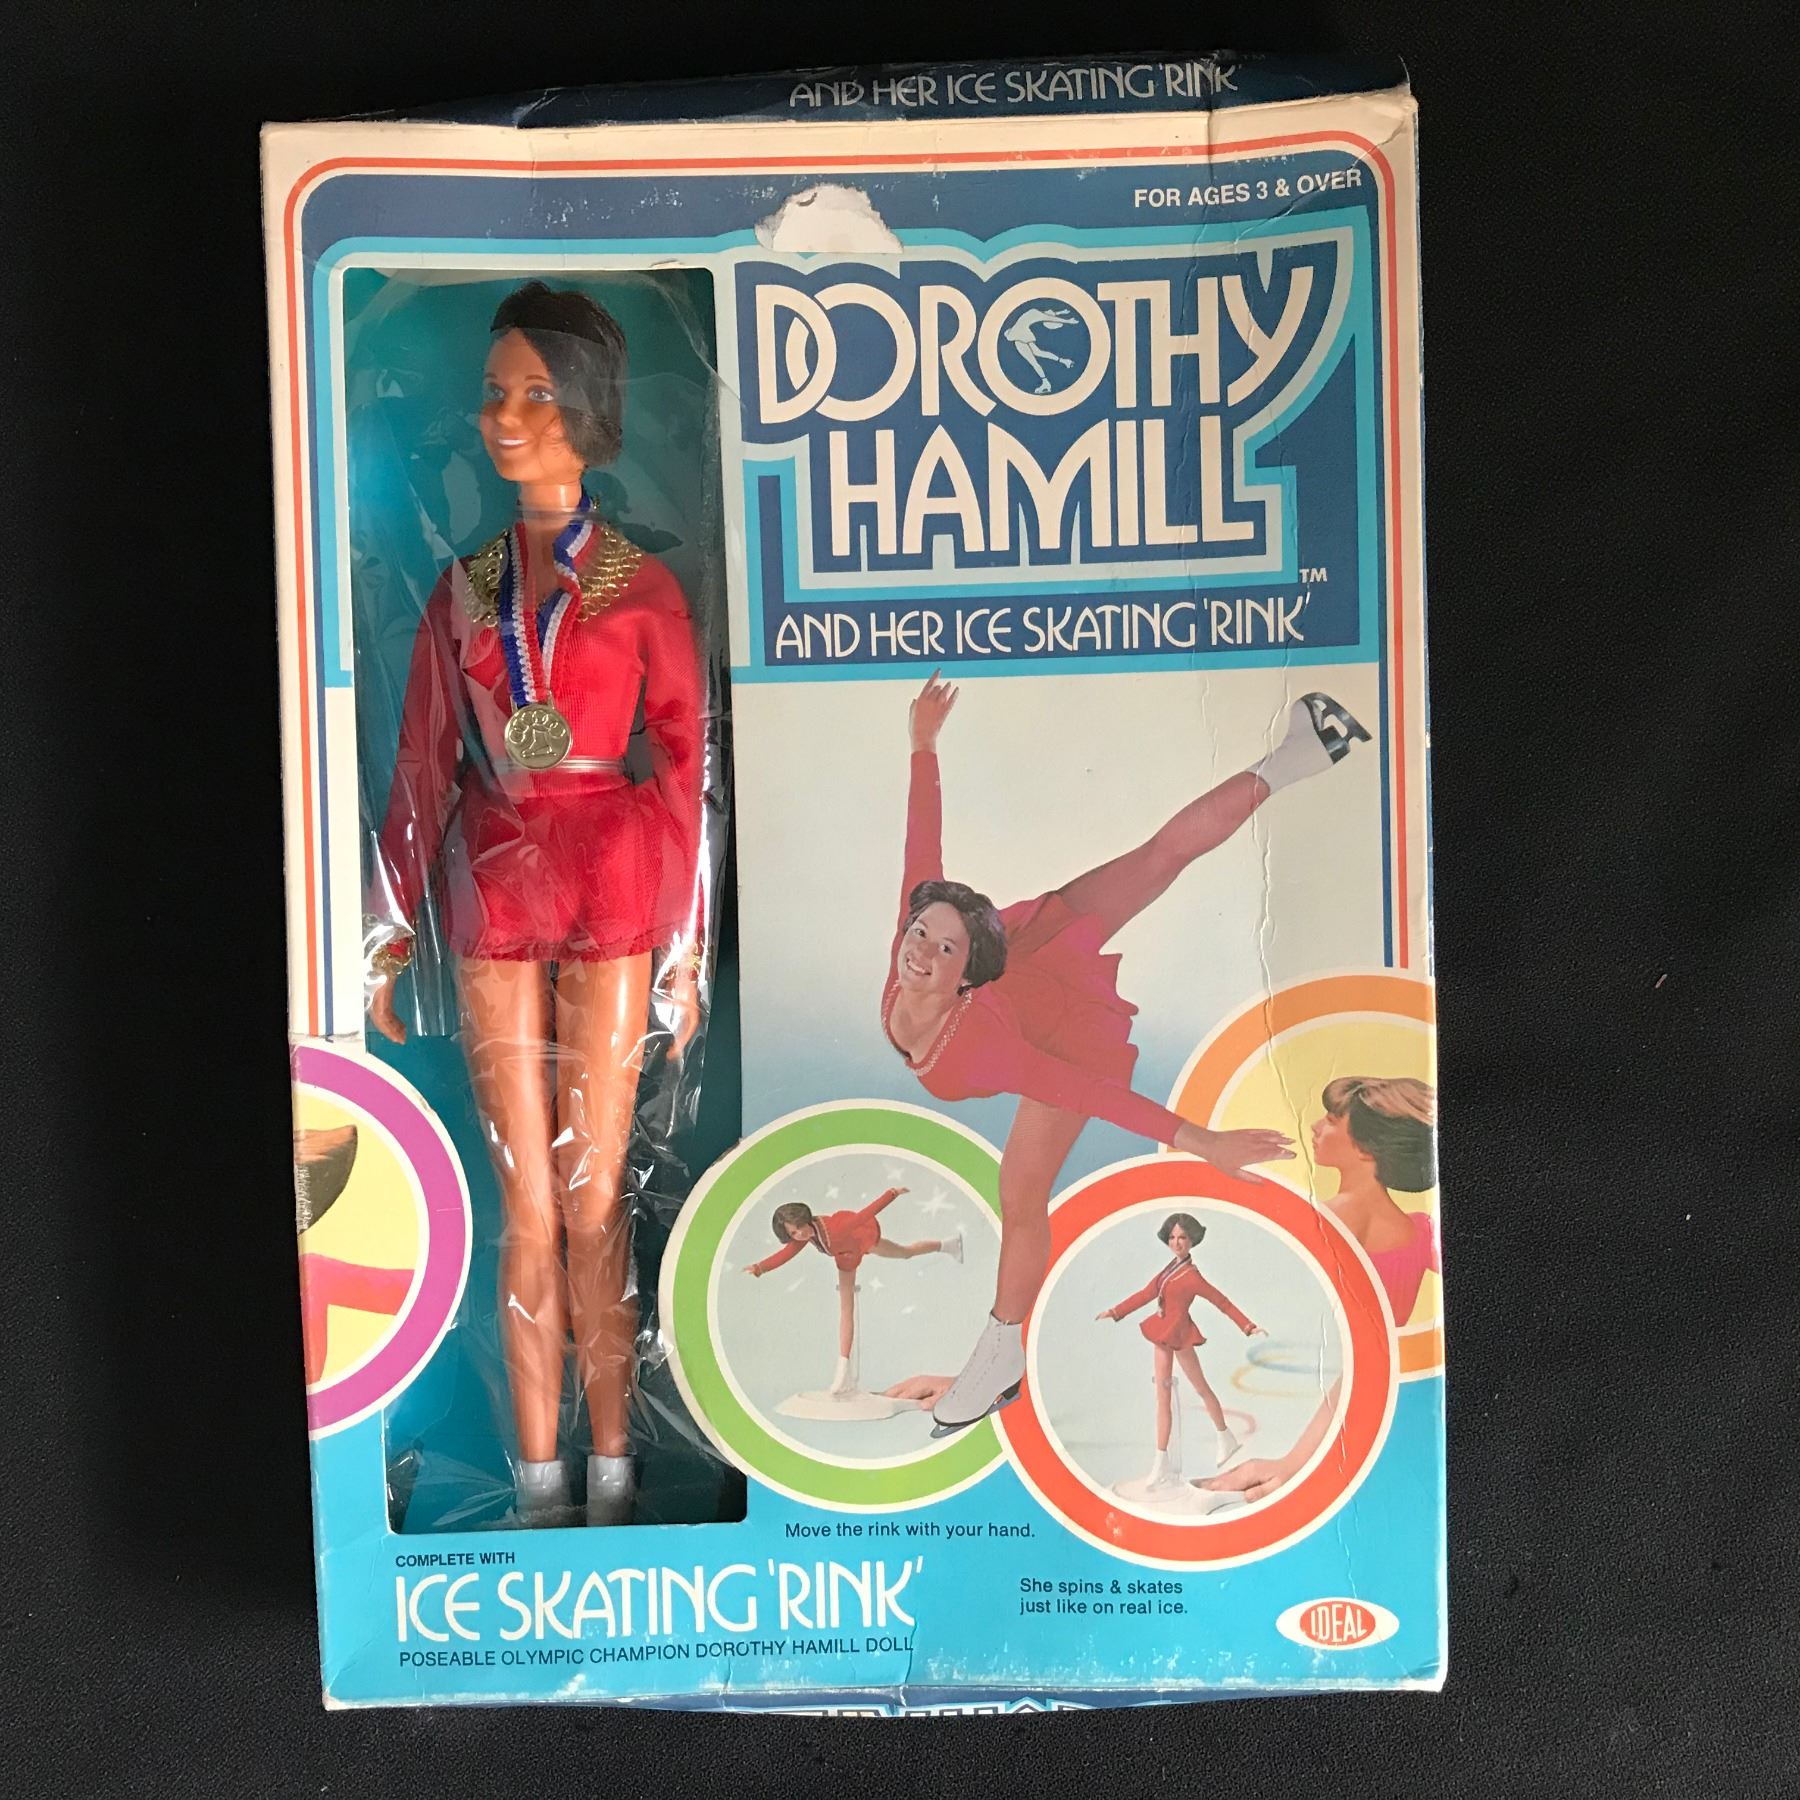 AND HER ICE SKATING 'RINK'
FOR AGES 3 & OVER
DOROTHY
HAMILL
TM
AND HER ICE SKATING 'RINK'
Move the rink with your hand.
COMPLETE WITH
ICE SKATING 'RINK'
POSEABLE OLYMPIC CHAMPION DOROTHY HAMILL DOLL
She spins & skates
just like on real ice.
IDEAL